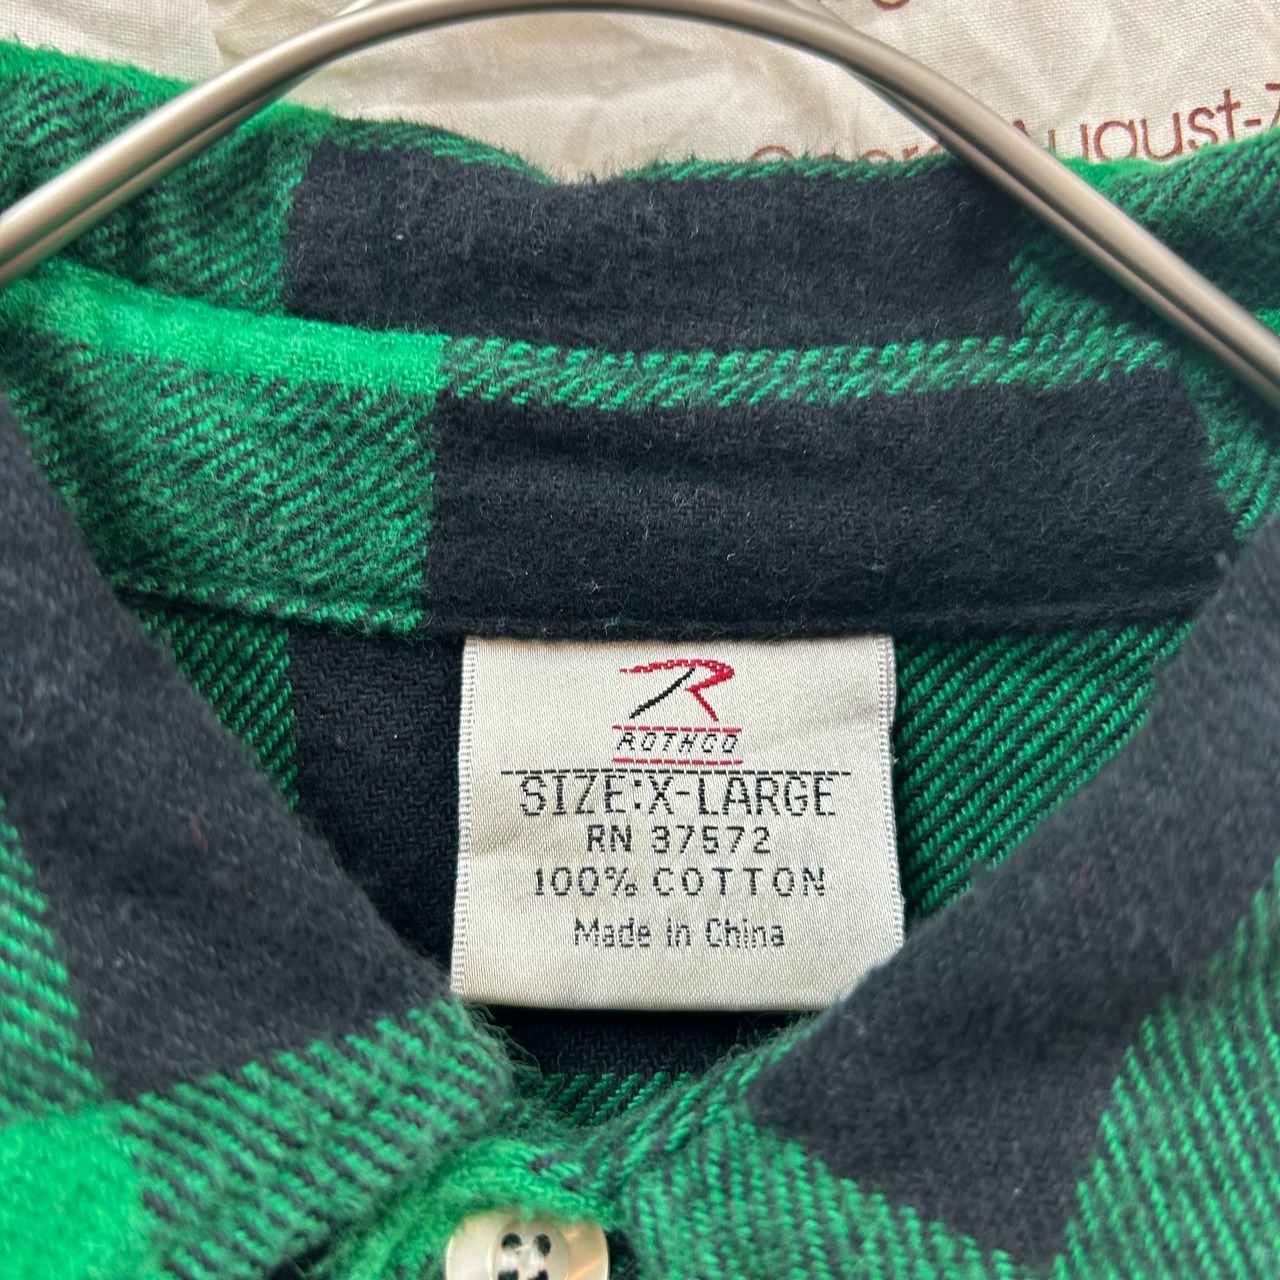 August-
ROTHCO
SIZE:X-LARGE
RN 37572
100% COTTON
Made in China